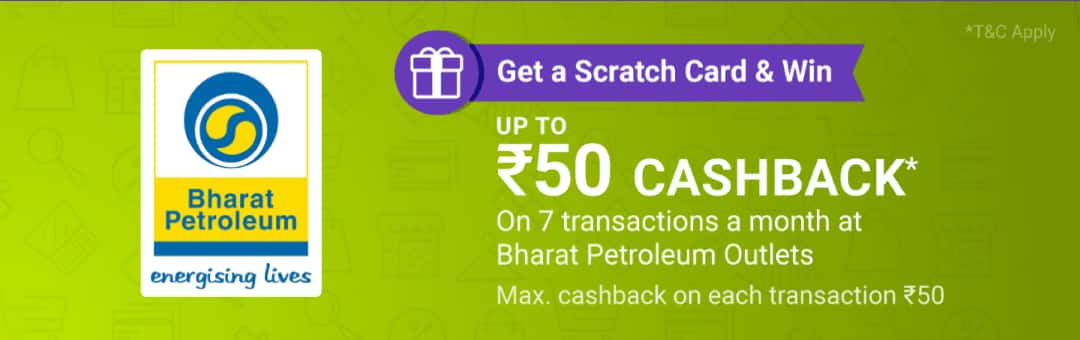 *T&C Apply
Get a Scratch Card & Win
Bharat
Petroleum
energising lives
UP TO
₹50 CASHBACK*
On 7 transactions a month at
Bharat Petroleum Outlets
Max. cashback on each transaction ₹50